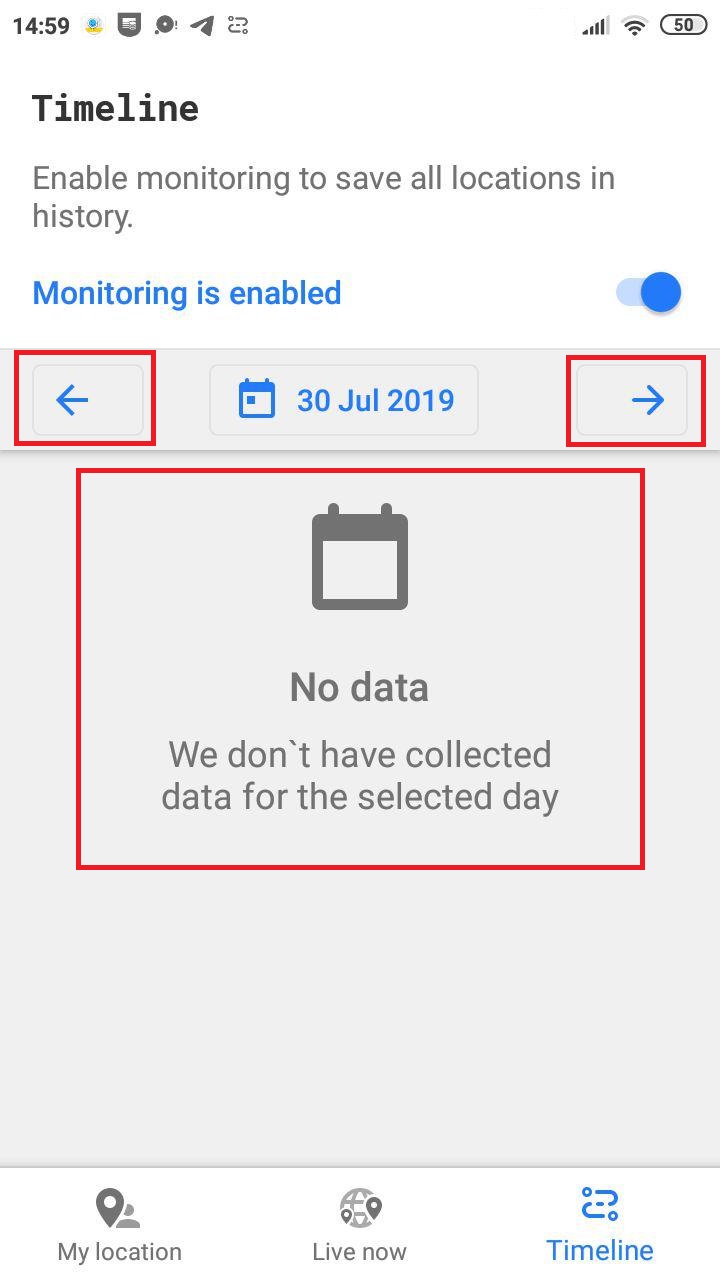 14:59
50
Timeline
Enable monitoring to save all locations in
history.
Monitoring is enabled
30 Jul 2019
No data
We don`t have collected
data for the selected day
My location
Live now
Timeline